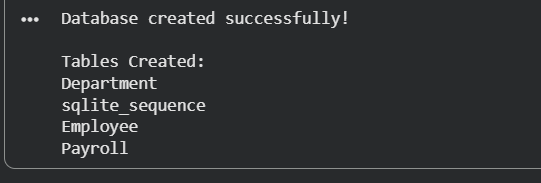 Database created successfully!
Tables Created:
Department
sqlite_sequence
Employee
Payroll